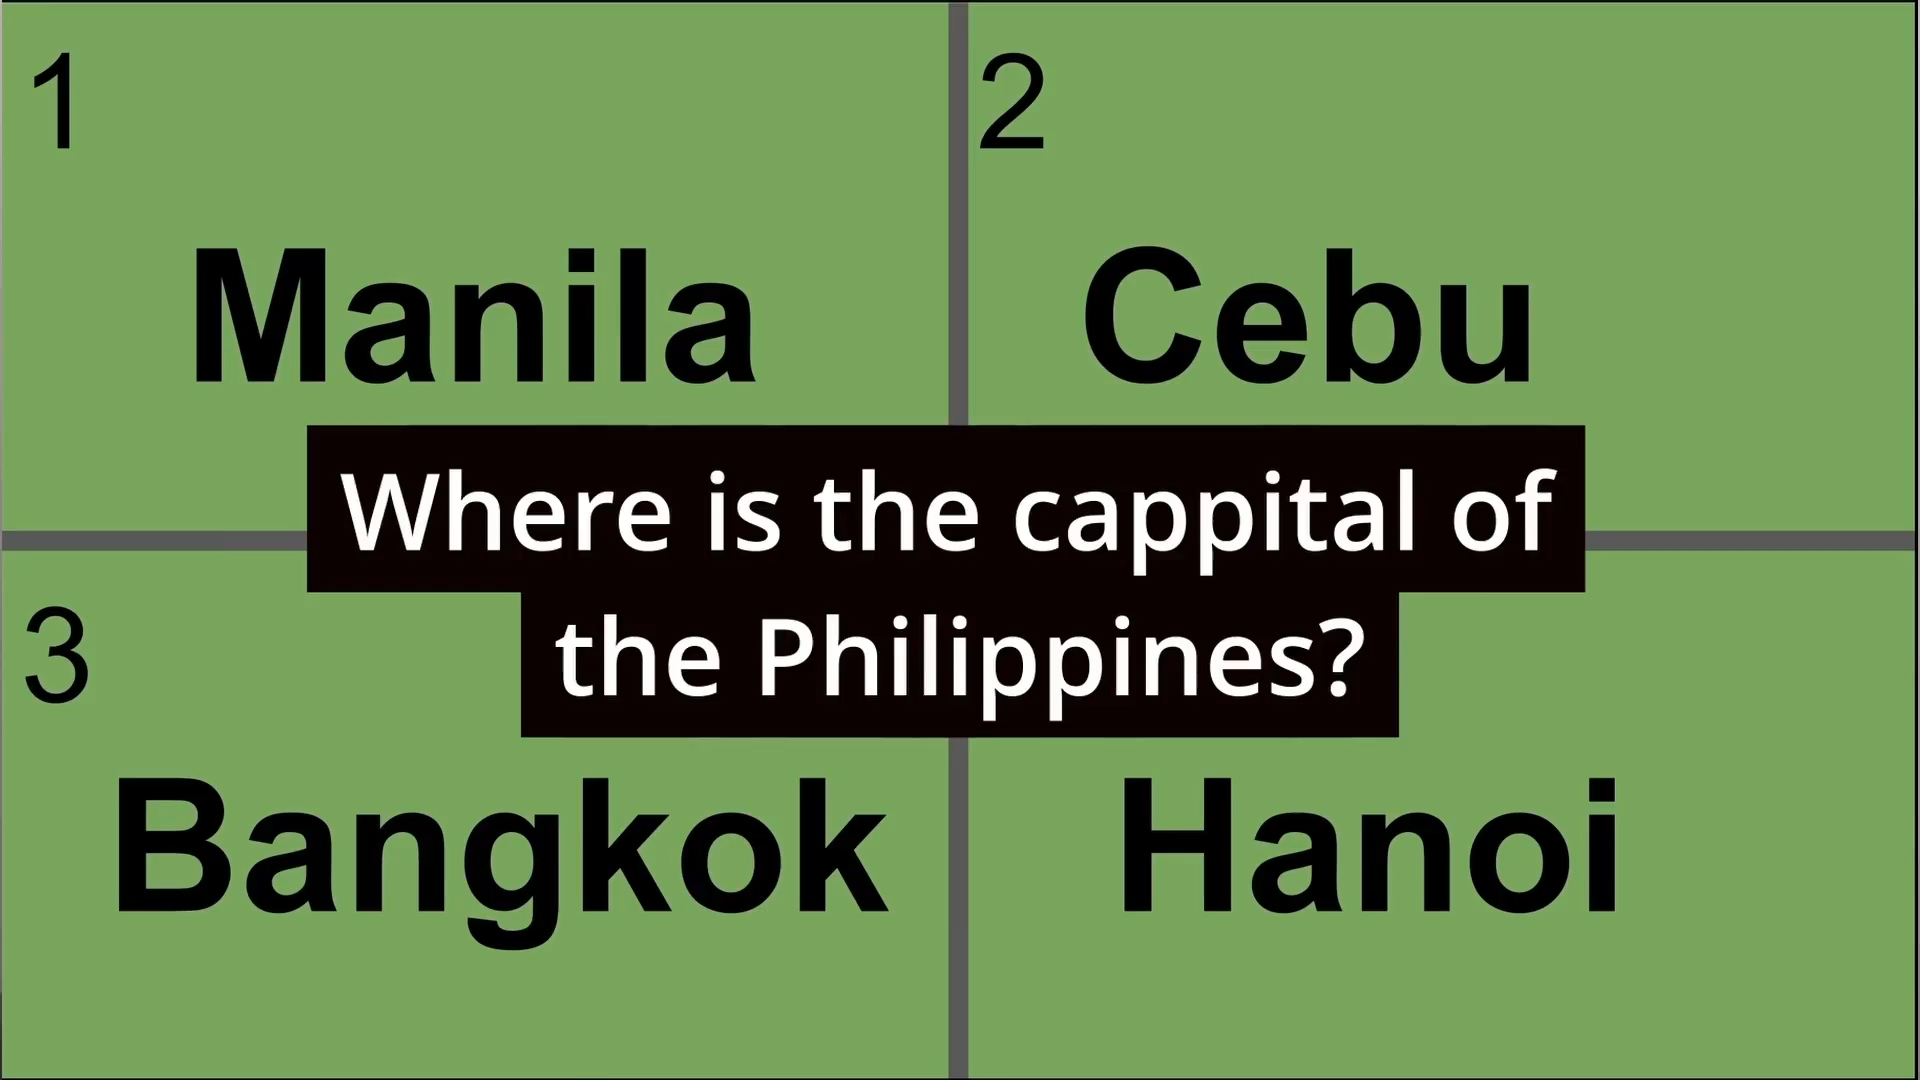 1
Manila
2
Cebu
Where is the cappital of
the Philippines?
3
Bangkok
Hanoi